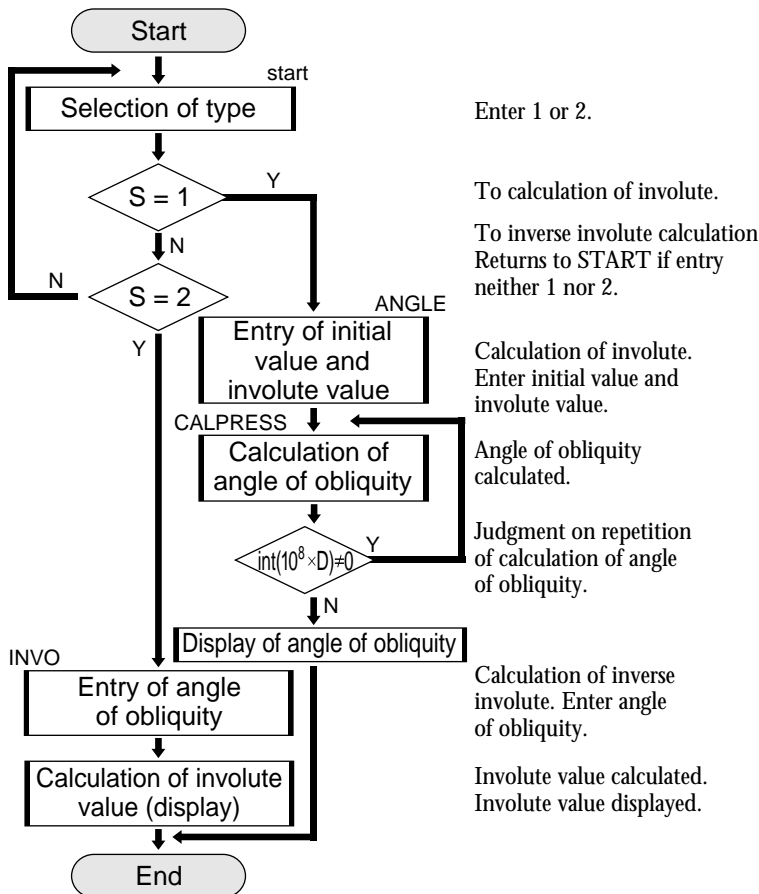 Start
start
Selection of type
Enter 1 or 2.
S = 1
Y
To calculation of involute.
N
To inverse involute calculation
Returns to START if entry
neither 1 nor 2.
N
S = 2
Y
ANGLE
Entry of initial
value and
involute value
Calculation of involute.
Enter initial value and
involute value.
CALPRESS
Calculation of
angle of obliquity
Angle of obliquity
calculated.
int(10⁸×D)≠0
Y
Judgment on repetition
of calculation of angle
of obliquity.
N
Display of angle of obliquity
INVO
Entry of angle
of obliquity
Calculation of inverse
involute. Enter angle
of obliquity.
Calculation of involute
value (display)
Involute value calculated.
Involute value displayed.
End